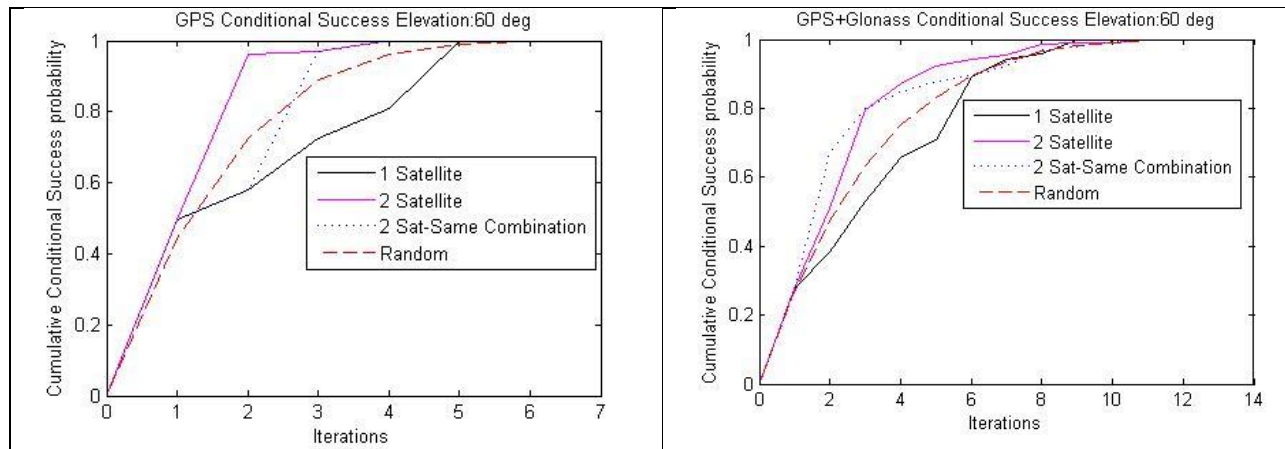 GPS Conditional Success Elevation:60 deg
Cumulative Conditional Success probability
1
0.8
0.6
0.4
0.2
0
1 Satellite
2 Satellite
2 Sat-Same Combination
Random
0 1 2 3 4 5 6 7
Iterations
GPS+Glonass Conditional Success Elevation:60 deg
Cumulative Conditional Success probability
1
0.8
0.6
0.4
0.2
0
1 Satellite
2 Satellite
2 Sat-Same Combination
Random
0 2 4 6 8 10 12 14
Iterations